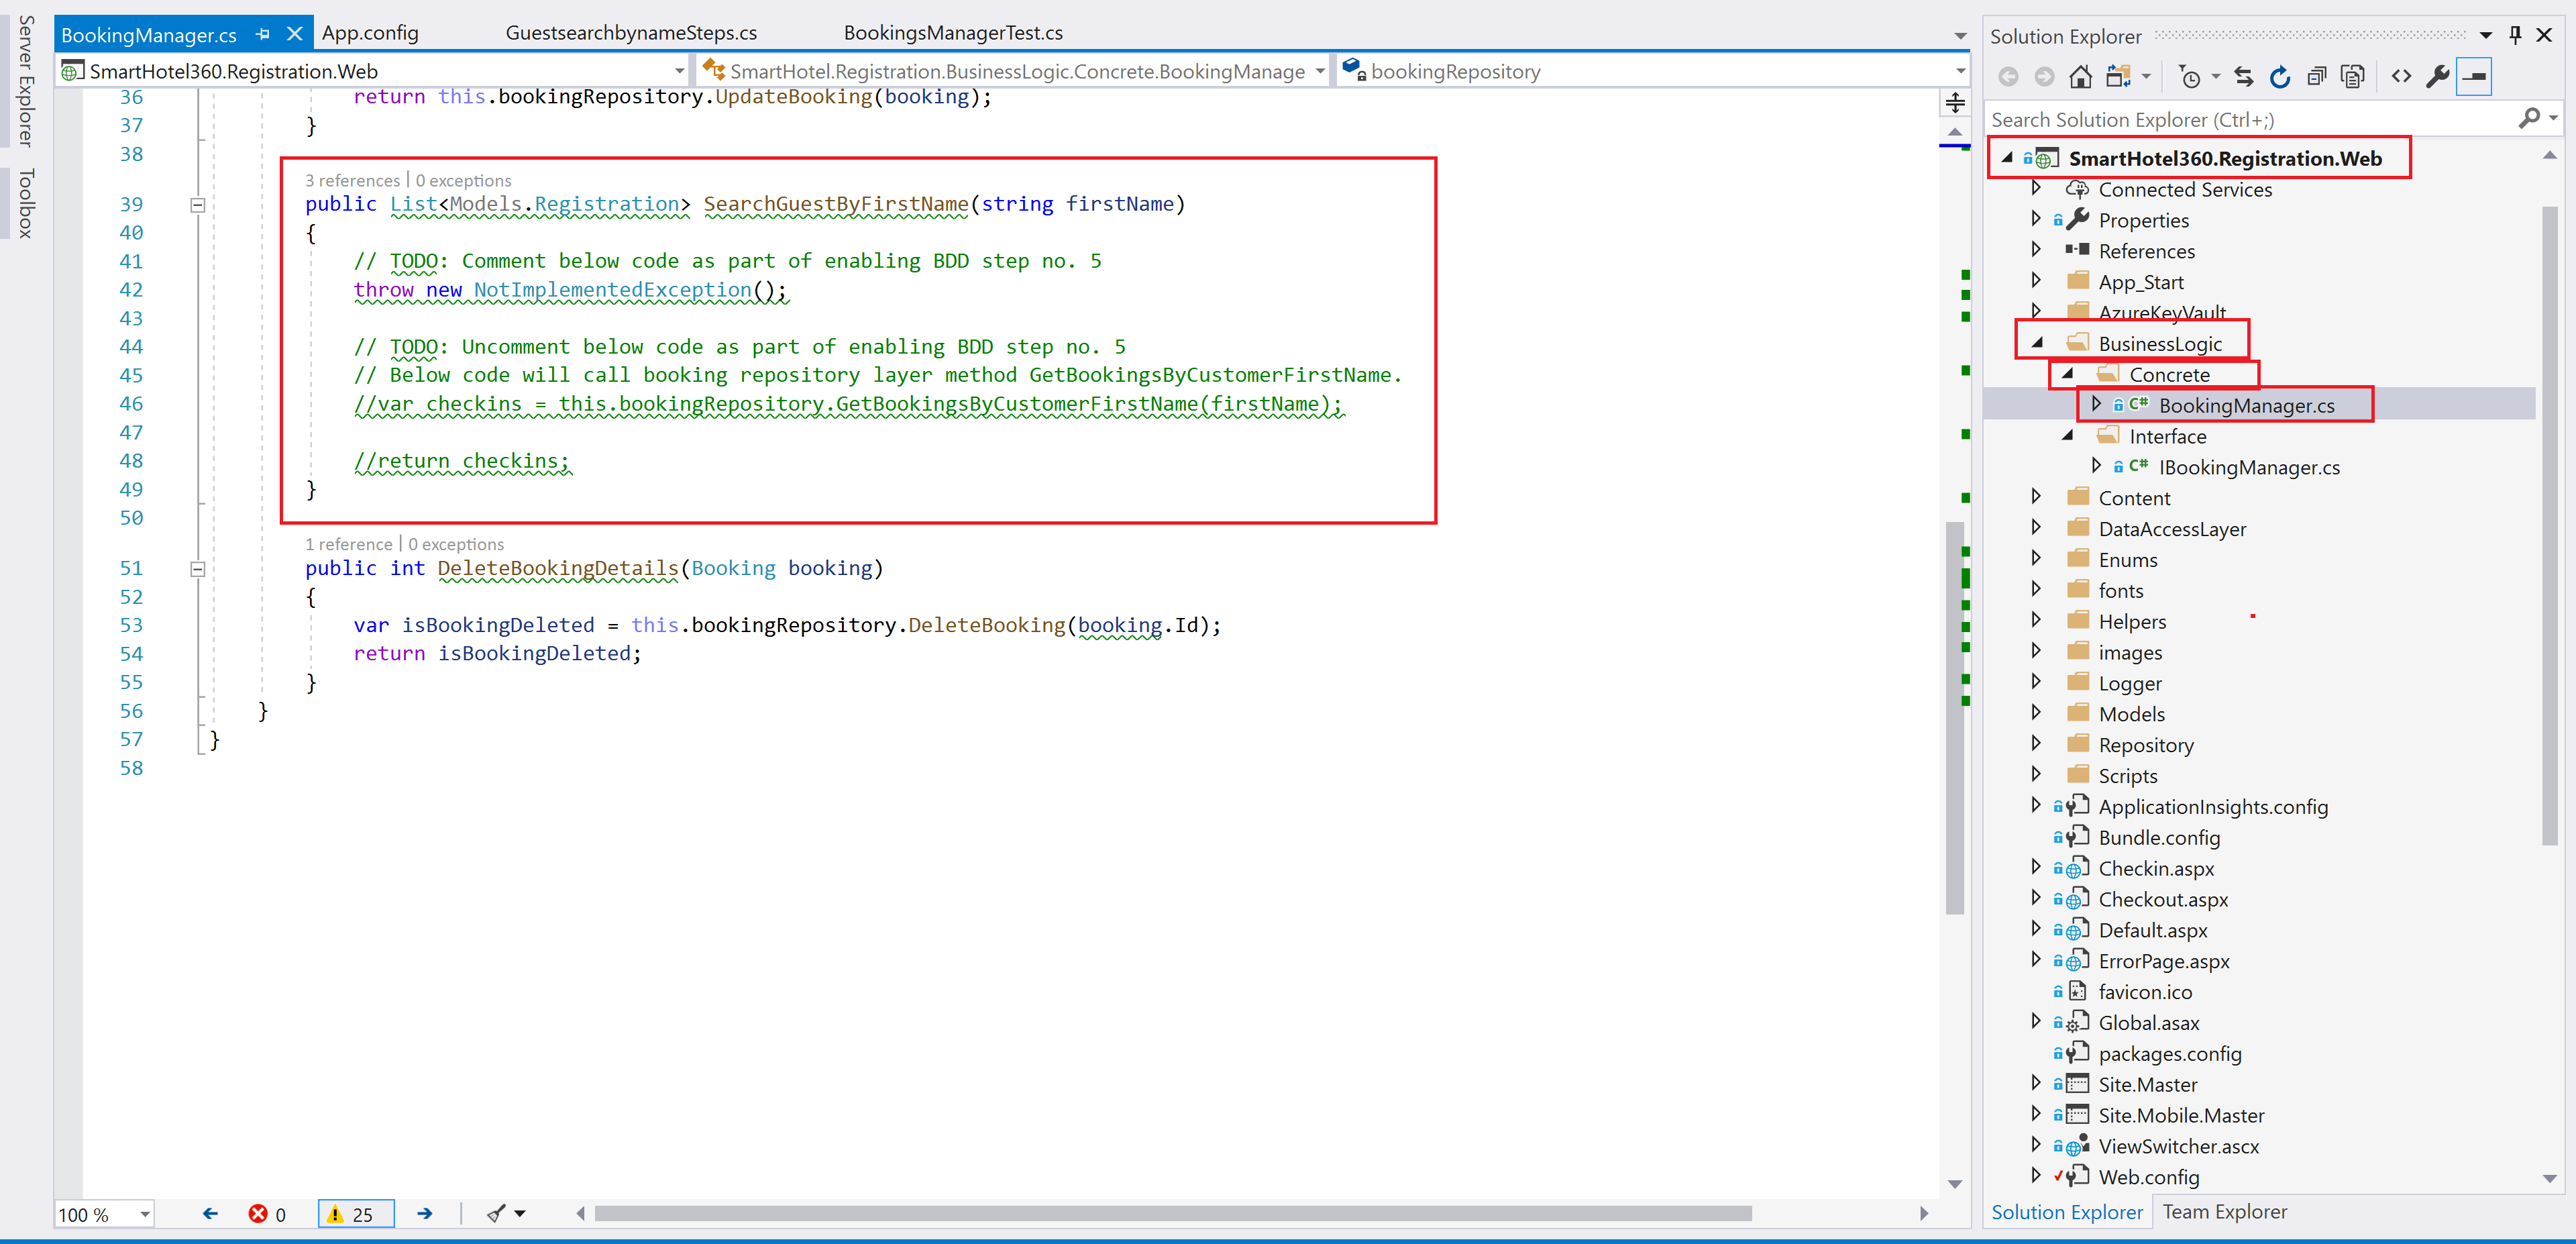 Server Explorer
Toolbox
BookingManager.cs
App.config
GuestsearchbynameSteps.cs
BookingsManagerTest.cs
SmartHotel360.Registration.Web
SmartHotel.Registration.BusinessLogic.Concrete.BookingManage
bookingRepository
36 return this.bookingRepository.UpdateBooking(booking);
37 }
38
3 references | 0 exceptions
39 public List<Models.Registration> SearchGuestByFirstName(string firstName)
40 {
41 // TODO: Comment below code as part of enabling BDD step no. 5
42 throw new NotImplementedException();
43
44 // TODO: Uncomment below code as part of enabling BDD step no. 5
45 // Below code will call booking repository layer method GetBookingsByCustomerFirstName.
46 //var checkins = this.bookingRepository.GetBookingsByCustomerFirstName(firstName);
47
48 //return checkins;
49 }
50
1 reference | 0 exceptions
51 public int DeleteBookingDetails(Booking booking)
52 {
53 var isBookingDeleted = this.bookingRepository.DeleteBooking(booking.Id);
54 return isBookingDeleted;
55 }
56 }
57 }
58
100 %
0
25
Solution Explorer
Search Solution Explorer (Ctrl+;)
SmartHotel360.Registration.Web
Connected Services
Properties
References
App_Start
AzureKeyVault
BusinessLogic
Concrete
C# BookingManager.cs
Interface
C# IBookingManager.cs
Content
DataAccessLayer
Enums
fonts
Helpers
images
Logger
Models
Repository
Scripts
ApplicationInsights.config
Bundle.config
Checkin.aspx
Checkout.aspx
Default.aspx
ErrorPage.aspx
favicon.ico
Global.asax
packages.config
Site.Master
Site.Mobile.Master
ViewSwitcher.ascx
Web.config
Solution Explorer
Team Explorer